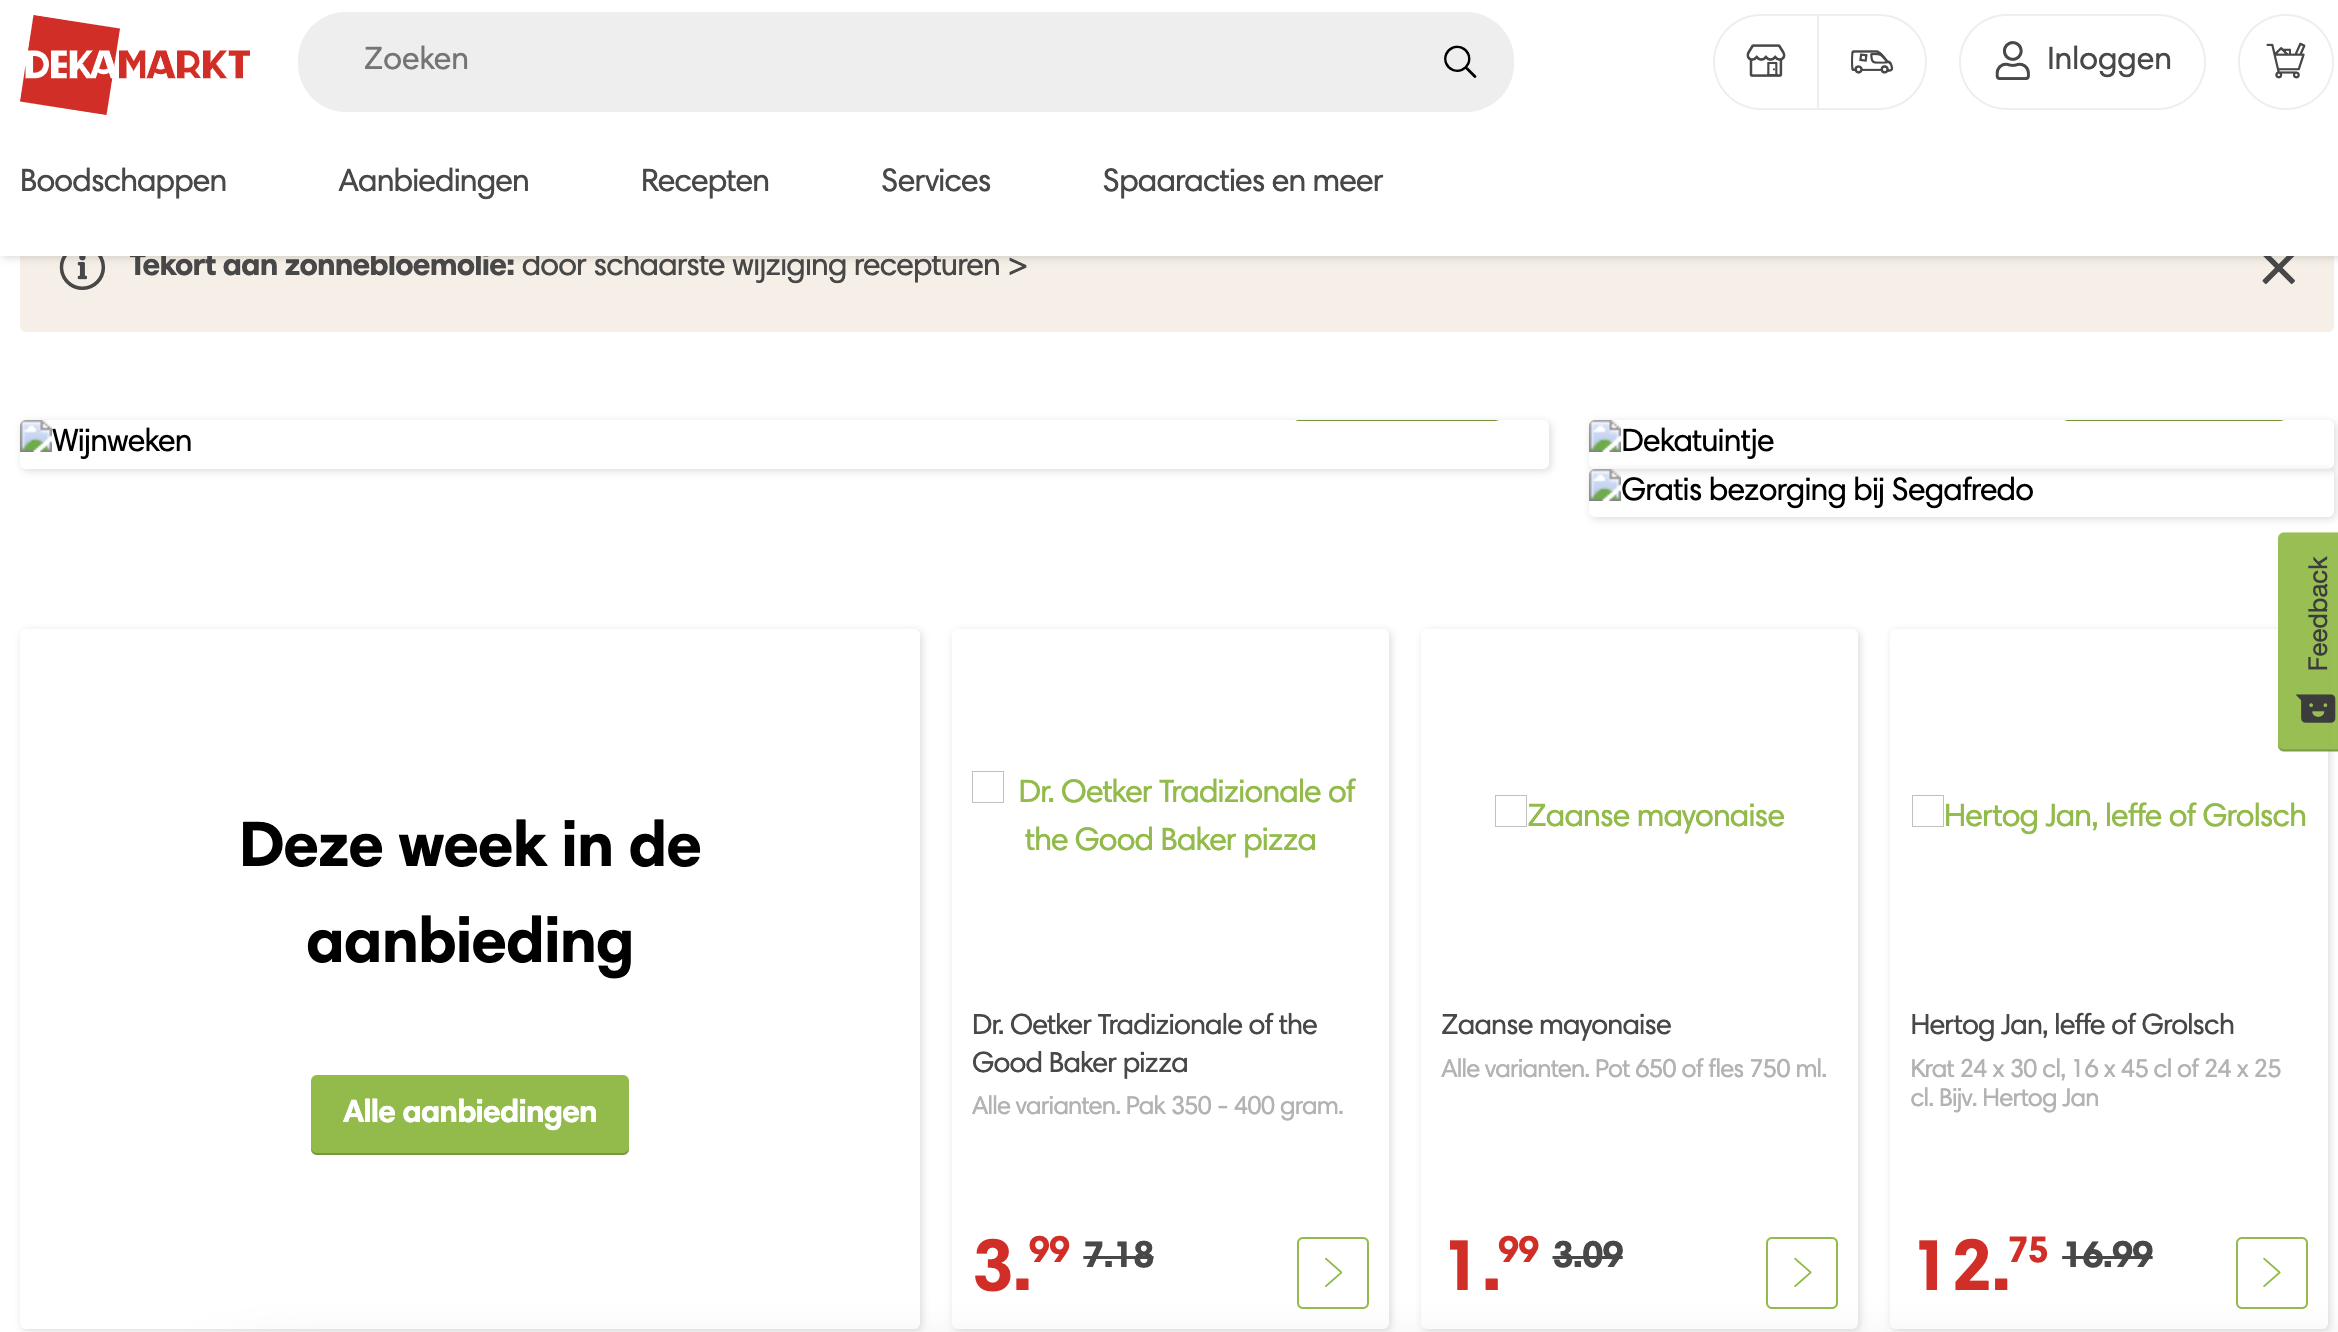 DEKAMARKT
Zoeken
Inloggen
Boodschappen
Aanbiedingen
Recepten
Services
Spaaracties en meer
Tekort aan zonnebloemolie: door schaarste wijziging recepturen >
Wijnweken
Dekatuintje
Gratis bezorging bij Segafredo
Feedback
Deze week in de
aanbieding
Alle aanbiedingen
Dr. Oetker Tradizionale of
the Good Baker pizza
Dr. Oetker Tradizionale of the
Good Baker pizza
Alle varianten. Pak 350 - 400 gram.
3.99 7.18
Zaanse mayonaise
Zaanse mayonaise
Alle varianten. Pot 650 of fles 750 ml.
1.99 3.09
Hertog Jan, leffe of Grolsch
Hertog Jan, leffe of Grolsch
Krat 24 x 30 cl, 16 x 45 cl of 24 x 25
cl. Bijv. Hertog Jan
12.75 16.99